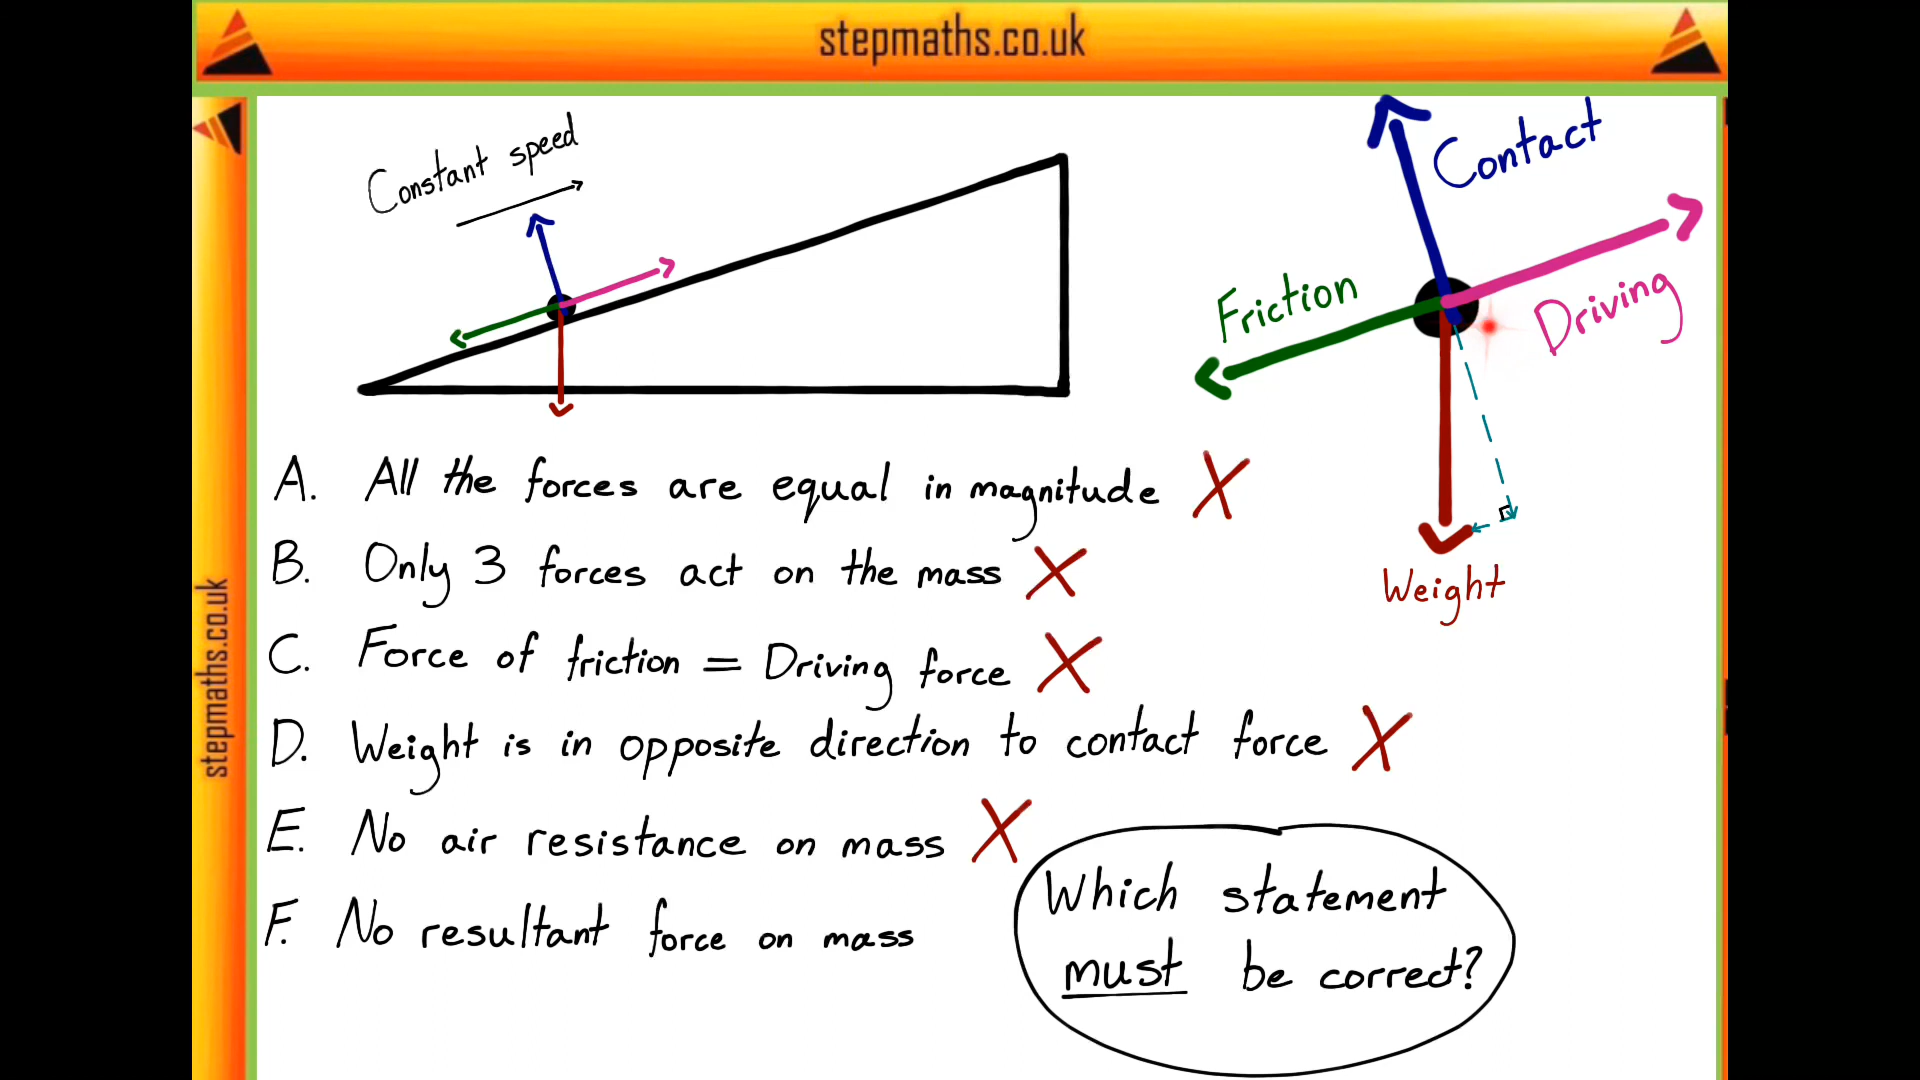 stepmaths.co.uk
stepmaths.co.uk
Constant speed
Contact
Friction
Driving
Weight
A. All the forces are equal in magnitude X
B. Only 3 forces act on the mass X
C. Force of friction = Driving force X
D. Weight is in opposite direction to contact force X
E. No air resistance on mass X
F. No resultant force on mass
Which statement
must be correct?